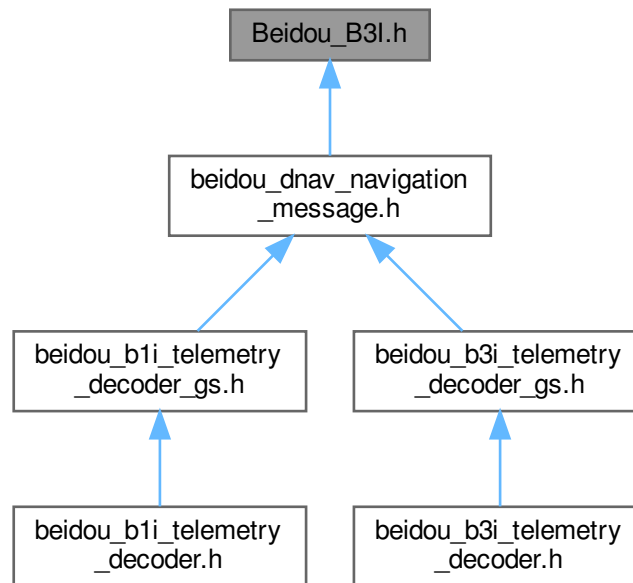 Beidou_B3I.h
beidou_dnav_navigation
_message.h
beidou_b1i_telemetry
_decoder_gs.h
beidou_b3i_telemetry
_decoder_gs.h
beidou_b1i_telemetry
_decoder.h
beidou_b3i_telemetry
_decoder.h